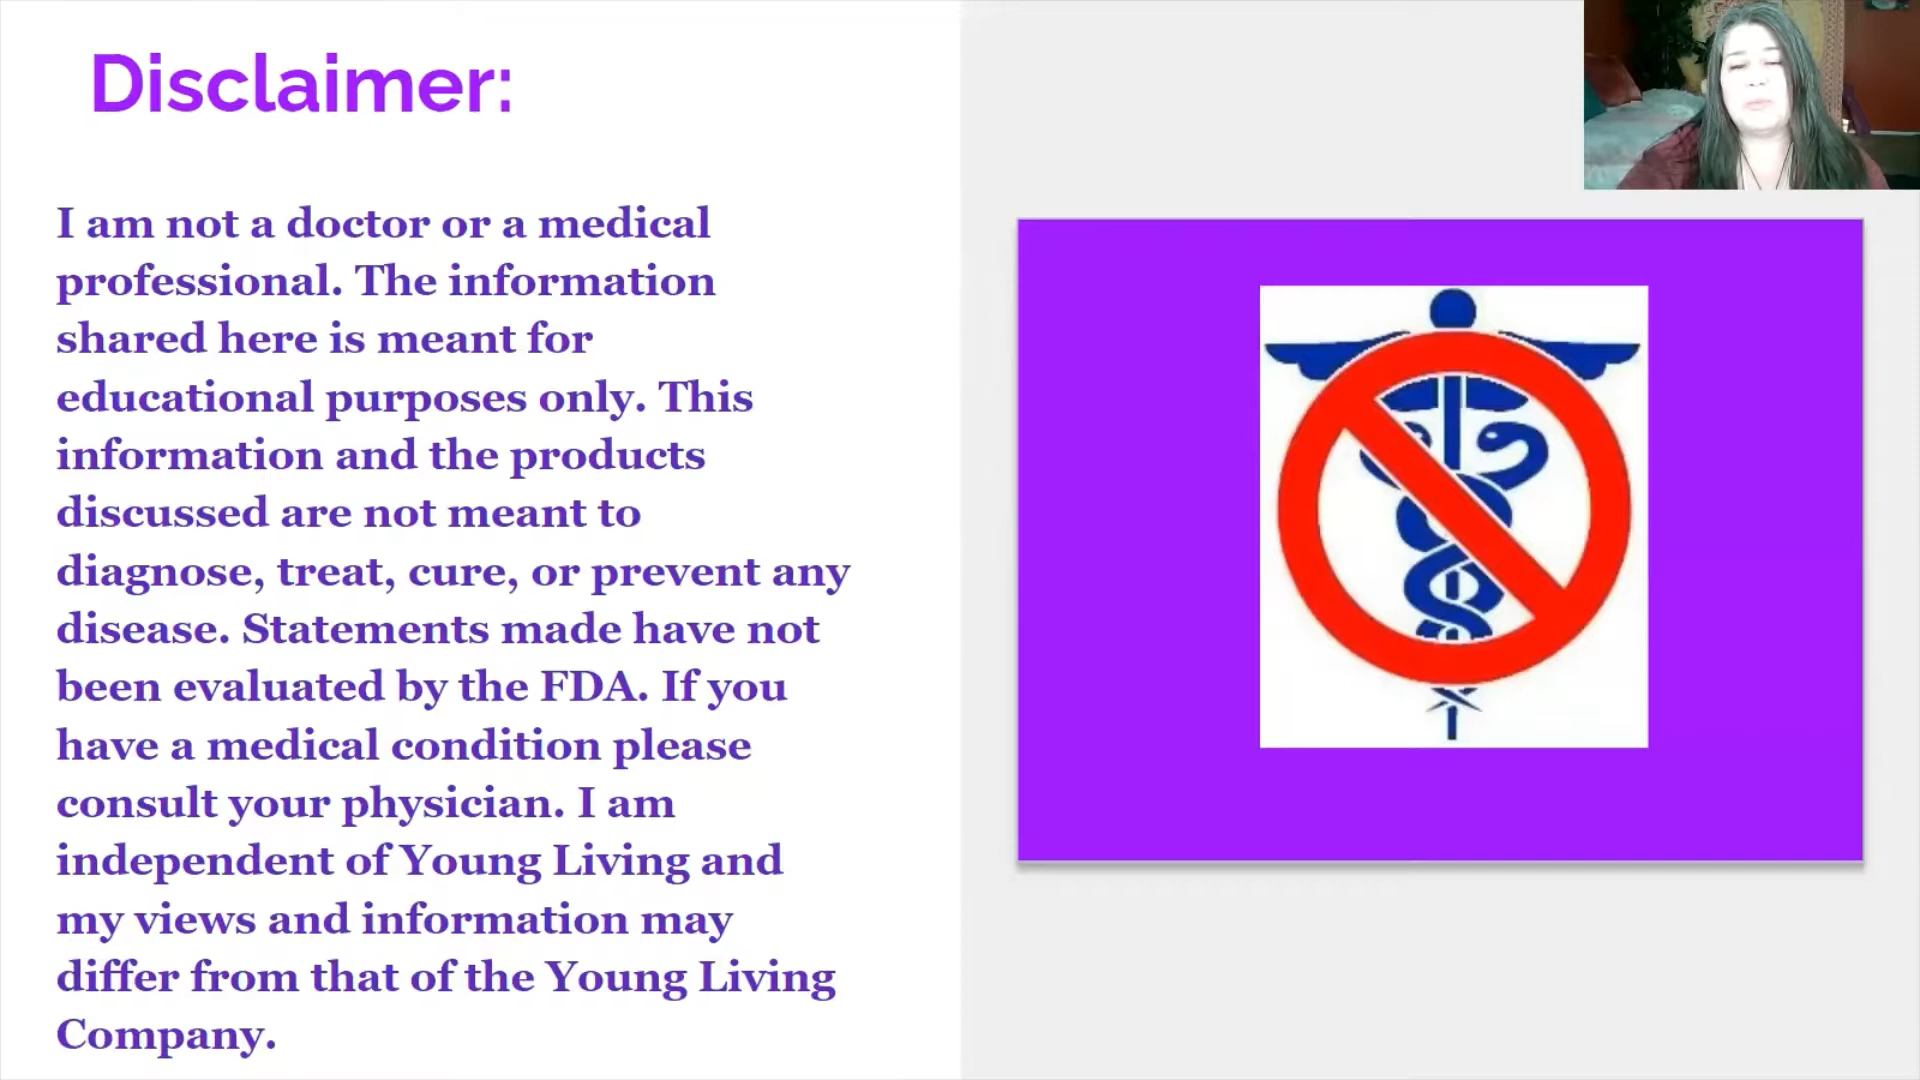 Disclaimer:
I am not a doctor or a medical
professional. The information
shared here is meant for
educational purposes only. This
information and the products
discussed are not meant to
diagnose, treat, cure, or prevent any
disease. Statements made have not
been evaluated by the FDA. If you
have a medical condition please
consult your physician. I am
independent of Young Living and
my views and information may
differ from that of the Young Living
Company.